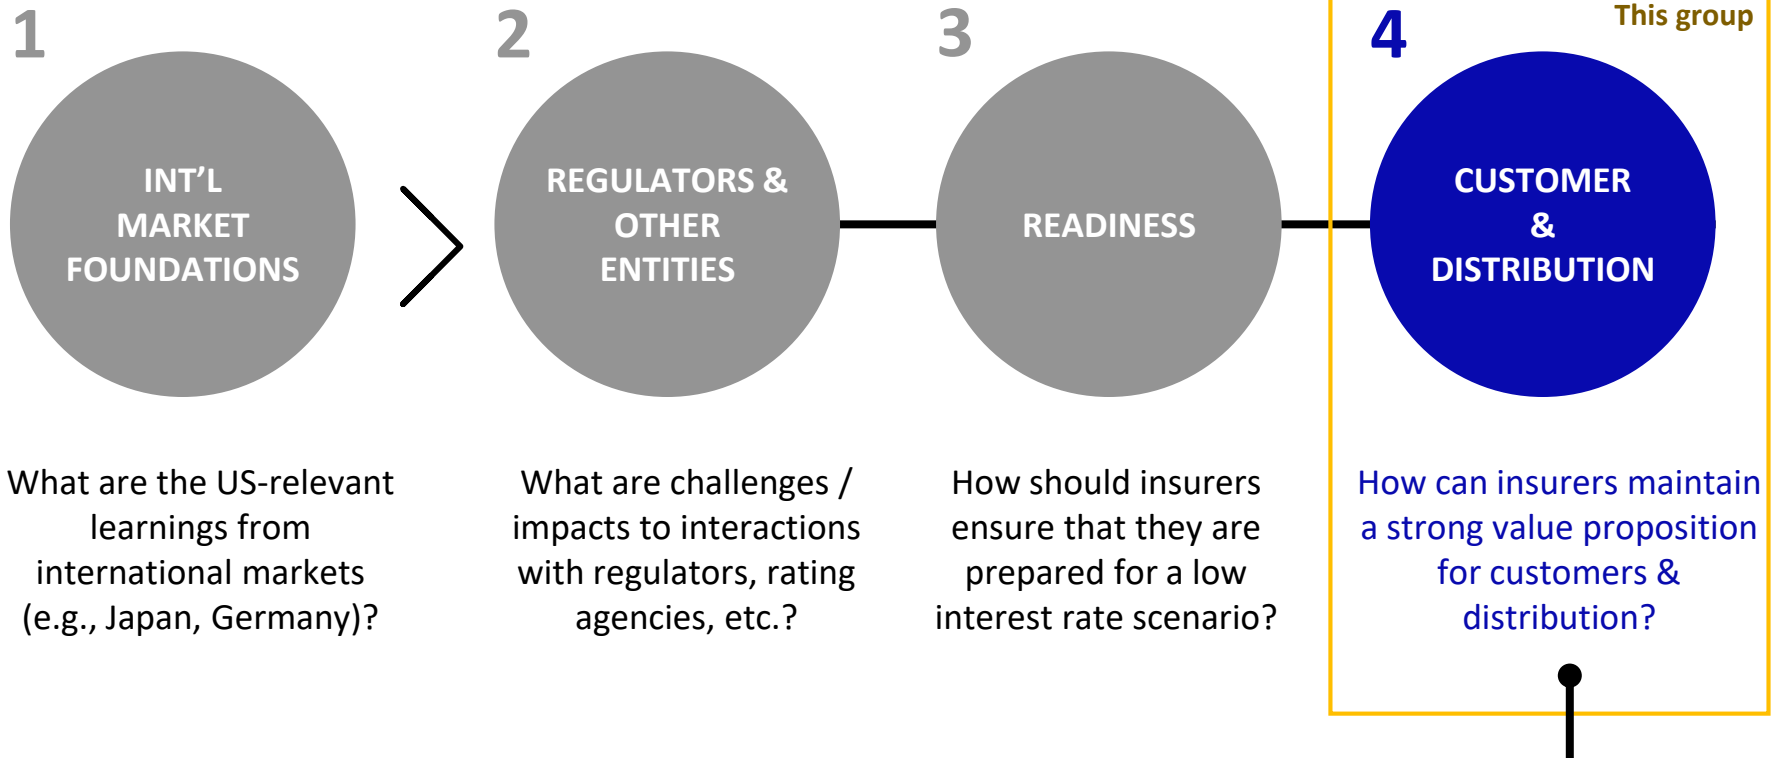 1
INT’L
MARKET
FOUNDATIONS
What are the US-relevant
learnings from
international markets
(e.g., Japan, Germany)?
2
REGULATORS &
OTHER
ENTITIES
What are challenges /
impacts to interactions
with regulators, rating
agencies, etc.?
3
READINESS
How should insurers
ensure that they are
prepared for a low
interest rate scenario?
This group
4
CUSTOMER
&
DISTRIBUTION
How can insurers maintain
a strong value proposition
for customers &
distribution?